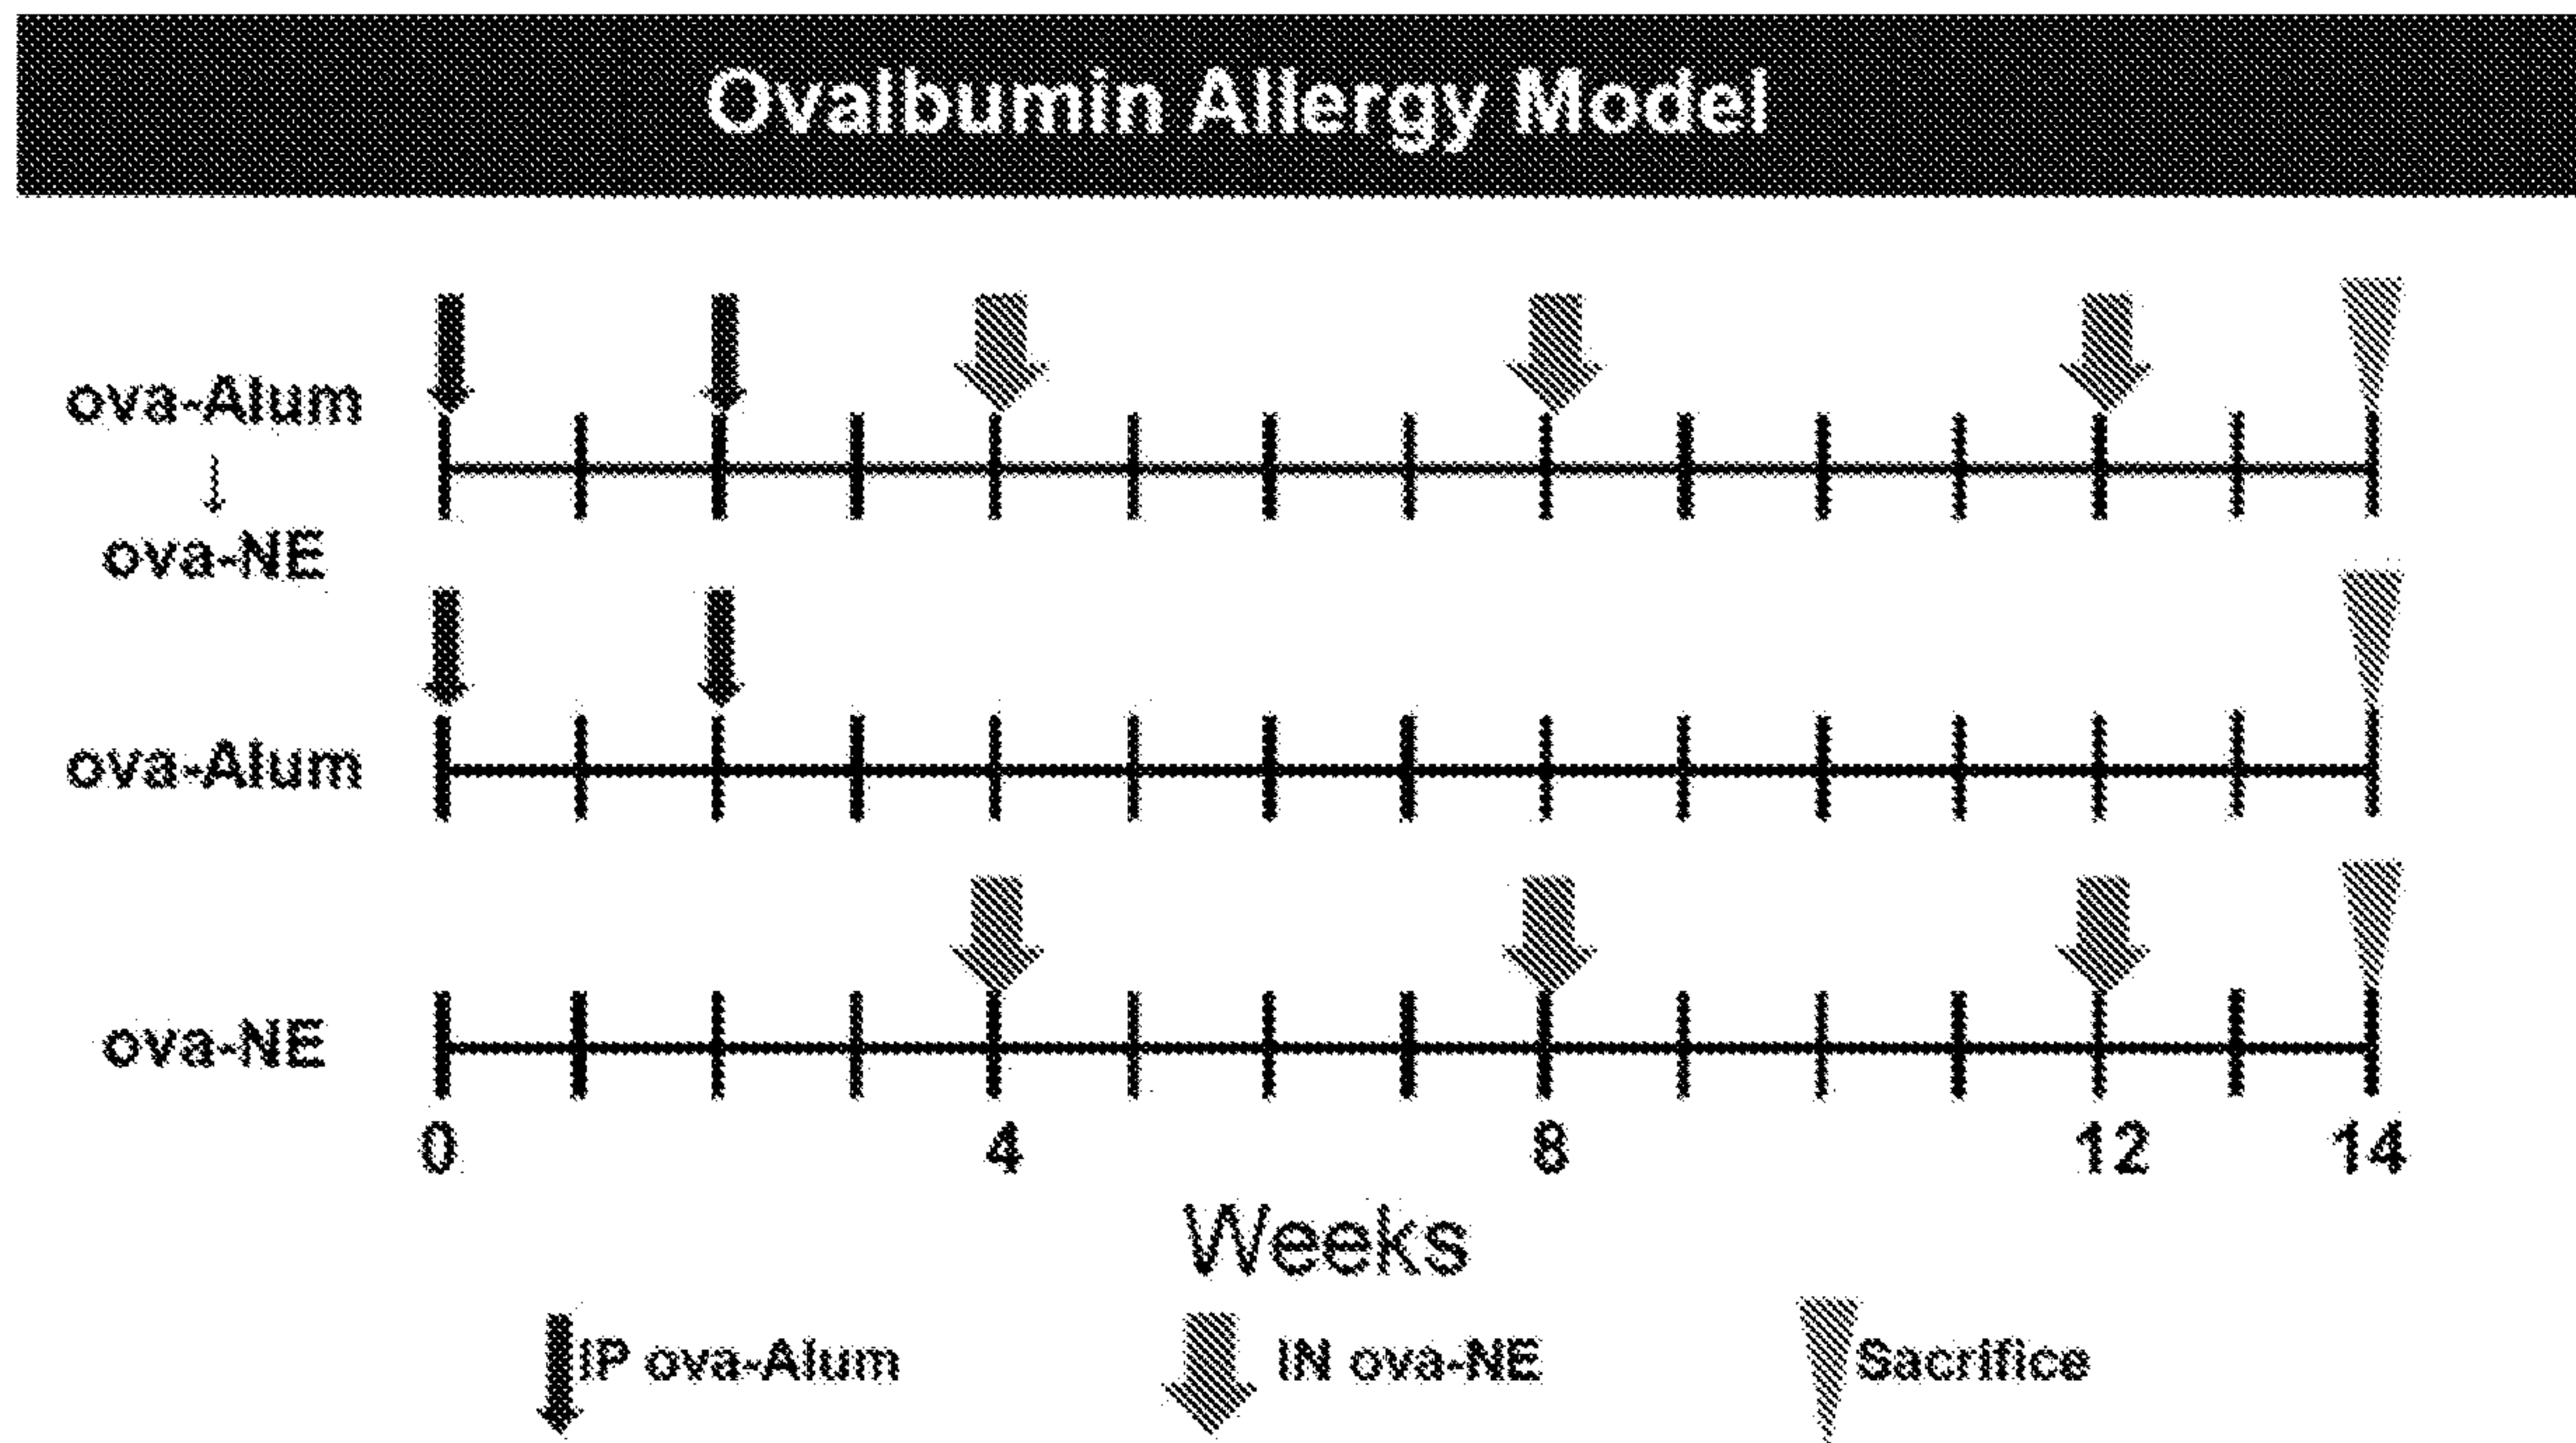 Ovalbumin Allergy Model
ova-Alum
ova-NE
ova-Alum
ova-NE
0 4 8 12 14
Weeks
IP ova-Alum IN ova-NE Sacrifice